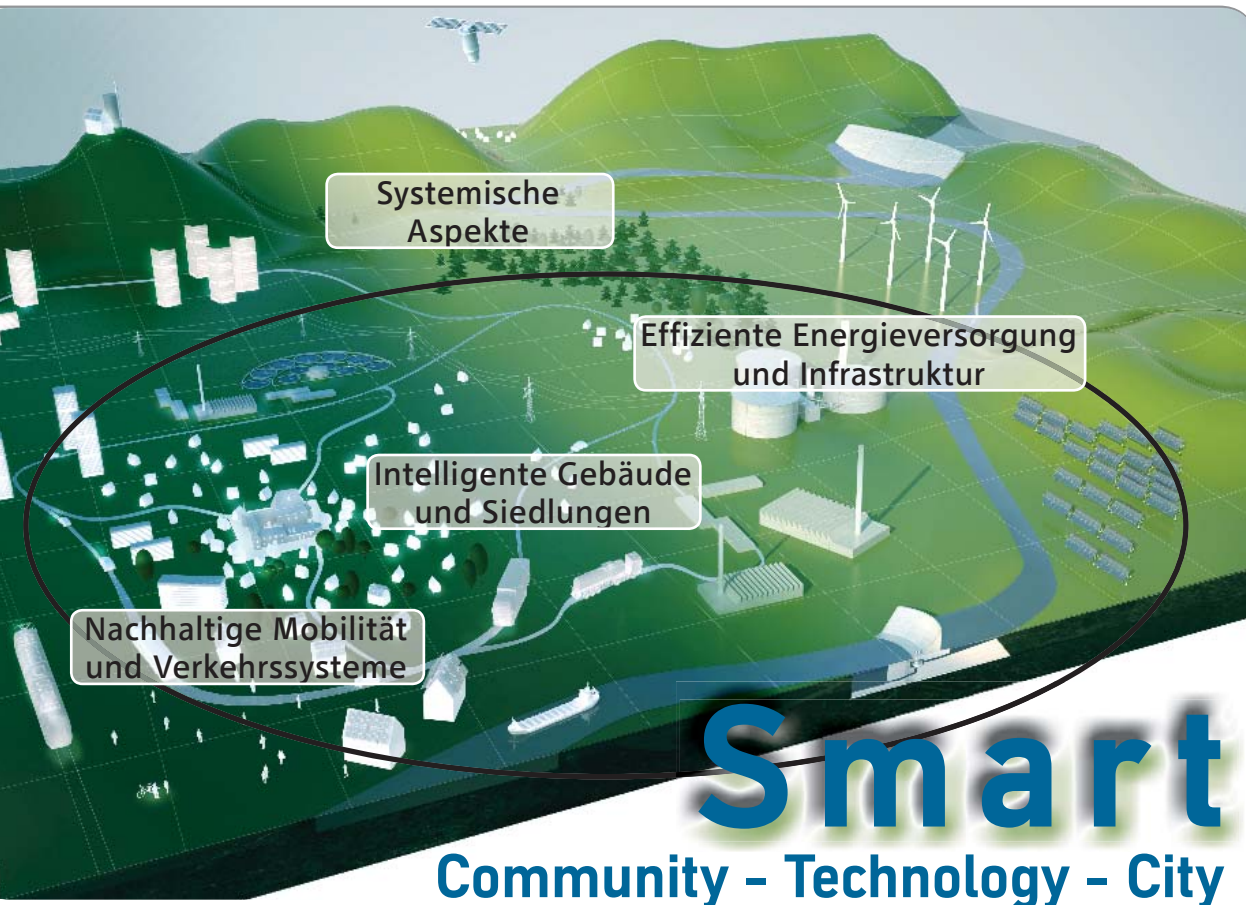 Systemische
Aspekte
Effiziente Energieversorgung
und Infrastruktur
Intelligente Gebäude
und Siedlungen
Nachhaltige Mobilität
und Verkehrssysteme
Smart
Community - Technology - City